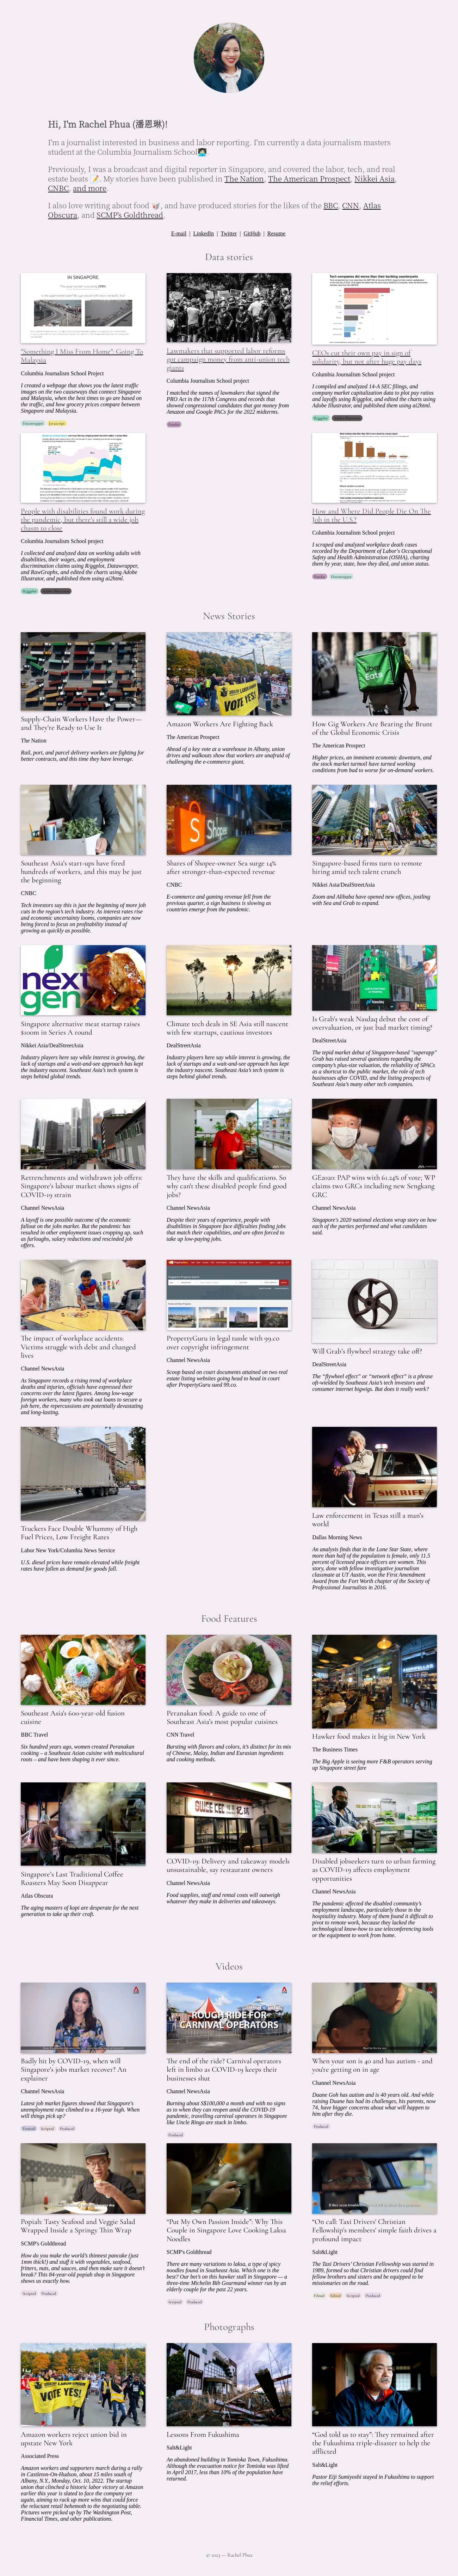 Hi, I'm Rachel Phua (潘恩琳)!
I'm a journalist interested in business and labor reporting. I'm currently a data journalism masters
student at the Columbia Journalism School
Previously, I was a broadcast and digital reporter in Singapore, and covered the labor, tech, and real
estate beats 📝. My stories have been published in The Nation, The American Prospect, Nikkei Asia,
CNBC, and more.
I also love writing about food 🥡, and have produced stories for the likes of the BBC, CNN, Atlas
Obscura, and SCMP's Goldthread.
E-mail | LinkedIn | Twitter | GitHub | Resume
Data stories
IN SINGAPORE,
"Something I Miss From Home": Going To
Malaysia
Columbia Journalism School Project
I created a webpage that shows you the latest traffic
images on the two causeways that connect Singapore
and Malaysia, when the best times to go are based on
the traffic, and how grocery prices compare between
Singapore and Malaysia.
Datawrapper Javascript
Lawmakers that supported labor reforms
got campaign money from anti-union tech
giants
Columbia Journalism School project
I matched the names of lawmakers that signed the
PRO Act in the 117th Congress and records that
showed congressional candidates that got money from
Amazon and Google PACs for the 2022 midterms.
Pandas
Tech companies did worse than their banking counterparts
CEOs cut their own pay in sign of
solidarity, but not after huge pay days
Columbia Journalism School project
I compiled and analyzed 14-A SEC filings, and
company market capitalization data to plot pay ratios
and layoffs using R/ggplot, and edited the charts using
Adobe Illustrator, and published them using ai2html.
R/ggplot Adobe Illustrator
People with disabilities found work during
the pandemic, but there's still a wide job
chasm to close
Columbia Journalism School project
I collected and analyzed data on working adults with
disabilities, their wages, and employment
discrimination claims using R/ggplot, Datawrapper,
and RawGraphs, and edited the charts using Adobe
Illustrator, and published them using ai2html.
R/ggplot Adobe Illustrator
How and Where Did People Die On The
Job in the U.S.?
Columbia Journalism School project
I scraped and analyzed workplace death cases
recorded by the Department of Labor's Occupational
Safety and Health Administrations (OSHA), charting
them by year, state, how they died, and union status.
Pandas Datawrapper
News Stories
Supply-Chain Workers Have the Power—
and They're Ready to Use It
The Nation
Rail, port, and parcel delivery workers are fighting for
better contracts, and this time they have leverage.
VOTE YES!
Amazon Workers Are Fighting Back
The American Prospect
Ahead of a key vote at a warehouse in Albany, union
drives and walkouts show that workers are unafraid of
challenging the e-commerce giant.
Uber
Eats
How Gig Workers Are Bearing the Brunt
of the Global Economic Crisis
The American Prospect
Higher prices, an imminent economic downturn, and
the stock market turmoil have turned working
conditions from bad to worse for on-demand workers.
Southeast Asia's start-ups have fired
hundreds of workers, and this may be just
the beginning
CNBC
Tech investors say this is just the beginning of more job
cuts in the region's tech industry. As interest rates rise
and economic uncertainty looms, companies are now
being forced to focus on profitability instead of
growing as quickly as possible.
Shares of Shopee-owner Sea surge 14%
after stronger-than-expected revenue
CNBC
E-commerce and gaming revenue fell from the
previous quarter, a sign business is slowing as
countries emerge from the pandemic.
Singapore-based firms turn to remote
hiring amid tech talent crunch
Nikkei Asia/DealStreetAsia
Zoom and Alibaba have opened new offices, jostling
with Sea and Grab to expand.
next
gen
Singapore alternative meat startup raises
$100m in Series A round
Nikkei Asia/DealStreetAsia
Industry players here say while interest is growing, the
lack of startups and a wait-and-see approach has kept
the industry nascent. Southeast Asia's tech system is
steps behind global trends.
Climate tech deals in SE Asia still nascent
with few startups, cautious investors
DealStreetAsia
Industry players here say while interest is growing, the
lack of startups and a wait-and-see approach has kept
the industry nascent. Southeast Asia's tech system is
steps behind global trends.
Is Grab's weak Nasdaq debut the cost of
overvaluation, or just bad market timing?
DealStreetAsia
The tepid market debut of Singapore-based "superapp"
Grab has raised several questions regarding the
company's plus-size valuation, the reliability of SPACs
as a shortcut to the public market, the role of tech
businesses after COVID, and the listing prospects of
Southeast Asia's many other tech companies.
Retrenchments and withdrawn job offers:
Singapore's labour market shows signs of
COVID-19 strain
Channel NewsAsia
A layoff is one possible outcome of the economic
fallout on the job market. But the pandemic has
resulted in other employment issues cropping up, such
as furloughs, salary reductions and rescinded job
offers.
They have the skills and qualifications. So
why can't these disabled people find good
jobs?
Channel NewsAsia
Despite their years of experience, people with
disabilities in Singapore face difficulties finding jobs
that match their capabilities, and are often forced to
take up low-paying jobs.
GE2020: PAP wins with 61.24% of vote; WP
claims two GRCs including new Sengkang
GRC
Channel NewsAsia
Singapore's 2020 national elections wrap story on how
each of the parties performed and what candidates
said.
The impact of workplace accidents:
Victims struggle with debt and changed
lives
Channel NewsAsia
As Singapore records a rising trend of workplace
deaths and injuries, officials have expressed their
concerns over the latest figures. Among low-wage
foreign workers, many who took out loans to secure a
job here, the repercussions are potentially devastating
and long-lasting.
PropertyGuru in legal tussle with 99.co
over copyright infringement
Channel NewsAsia
Scoop based on court documents attained on two real
estate listing websites going head to head in court
after PropertyGuru sued 99.co.
Will Grab's flywheel strategy take off?
DealStreetAsia
The "flywheel effect" or "network effect" is a phrase
oft-wielded by Southeast Asia's tech investors and
consumer internet bigwigs. But does it really work?
Truckers Face Double Whammy of High
Fuel Prices, Low Freight Rates
Labor New York/Columbia News Service
U.S. diesel prices have remain elevated while freight
rates have fallen as demand for goods fall.
SHERIFF
Law enforcement in Texas still a man's
world
Dallas Morning News
An analysis finds that in the Lone Star State, where
more than half of the population is female, only 11.5
percent of licensed peace officers are women. This
story, done with fellow investigative journalism
classmate at UT Austin, won the First Amendment
Award from the Fort Worth chapter of the Society of
Professional Journalists in 2016.
Food Features
Southeast Asia's 600-year-old fusion
cuisine
BBC Travel
Six hundred years ago, women created Peranakan
cooking – a Southeast Asian cuisine with multicultural
roots – and have been shaping it ever since.
Peranakan food: A guide to one of
Southeast Asia's most popular cuisines
CNN Travel
Bursting with flavors and colors, it's distinct for its mix
of Chinese, Malay, Indian and Eurasian ingredients
and cooking methods.
Hawker food makes it big in New York
The Business Times
The Big Apple is seeing more F&B operators serving
up Singapore street fare
Singapore's Last Traditional Coffee
Roasters May Soon Disappear
Atlas Obscura
The aging masters of kopi are desperate for the next
generation to take up their craft.
COVID-19: Delivery and takeaway models
unsustainable, say restaurant owners
Channel NewsAsia
Food supplies, staff and rental costs will outweigh
whatever they make in deliveries and takeaways.
Disabled jobseekers turn to urban farming
as COVID-19 affects employment
opportunities
Channel NewsAsia
The pandemic affected the disabled community's
employment landscape, particularly those in the
hospitality industry. Many of them found it difficult to
pivot to remote work, because they lacked the
technological know-how to use teleconferencing tools
or the equipment to work from home.
Videos
Badly hit by COVID-19, when will
Singapore's jobs market recover? An
explainer
Channel NewsAsia
Latest job market figures showed that Singapore's
unemployment rate climbed to a 16-year high. When
will things pick up?
Scripted Produced
ROUGH RIDE FOR
CARNIVAL OPERATORS
The end of the ride? Carnival operators
left in limbo as COVID-19 keeps their
businesses shut
Channel NewsAsia
Burning about S$100,000 a month and with no signs
as to when they can reopen amid the COVID-19
pandemic, travelling carnival operators in Singapore
like Uncle Ringo are stuck in limbo.
Produced
When your son is 40 and has autism - and
you're getting on in age
Channel NewsAsia
Duane Goh has autism and is 40 years old. And while
raising Duane has had its challenges, his parents, now
74, have bigger concerns about what will happen to
him after they die.
Produced
Popiah: Tasty Seafood and Veggie Salad
Wrapped Inside a Springy Thin Wrap
SCMP's Goldthread
How do you make the world's thinnest pancake (just
1mm thick!) and stuff it with vegetables, seafood,
fritters, nuts, and sauces, and then make sure it doesn't
break? This 84-year-old popiah shop in Singapore
shows us exactly how.
Scripted Produced
"Put My Own Passion Inside": Why This
Couple in Singapore Love Cooking Laksa
Noodles
SCMP's Goldthread
There are many variations to laksa, a type of spicy
noodles found in Southeast Asia. Which one is the
best? Our bet's on this hawker stall in Singapore — a
three-time Michelin Bib Gourmand winner run by an
elderly couple for the past 22 years.
Scripted Produced
"On call: Taxi Drivers' Christian
Fellowship's members' simple faith drives a
profound impact
Salt&Light
The Taxi Drivers' Christian Fellowship was started in
1989, formed so that Christian drivers could find
fellow brothers and sisters and be equipped to be
missionaries on the road.
Filmed Edited Scripted Produced
Photographs
VOTE YES!
Amazon workers reject union bid in
upstate New York
Associated Press
Amazon workers and supporters march during a rally
in Castleton-On-Hudson, about 15 miles south of
Albany, N.Y., Monday, Oct. 10, 2022. The startup
union that clinched a historic labor victory at Amazon
earlier this year is slated to face the company yet
again, aiming to rack up more wins that could force
the reluctant retail behemoth to the negotiating table.
Pictures were picked up by The Washington Post,
Financial Times, and other publications.
Lessons From Fukushima
Salt&Light
An abandoned building in Tomioka Town, Fukushima.
Although the evacuation notice for Tomioka was lifted
in April 2017, less than 10% of the population have
returned.
"God told us to stay": They remained after
the Fukushima triple-disaster to help the
afflicted
Salt&Light
Pastor Eiji Sumiyoshi stayed in Fukushima to support
the relief efforts.
© 2023 — Rachel Phua